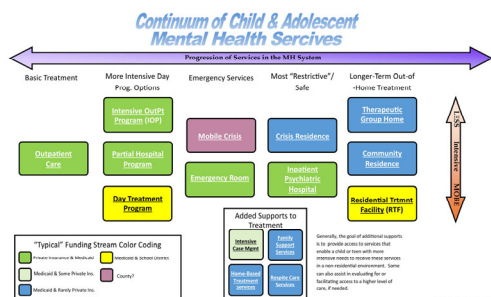 Continuum of Child & Adolescent
Mental Health Sercives
Progression of Services in the MH System
Basic Treatment
More Intensive Day
Prog. Options
Emergency Services
Most "Restrictive"/
Safe
Longer-Term Out-of
-Home Treatment
Intensive OutPt
Program (IOP)
Mobile Crisis
Crisis Residence
Therapeutic
Group Home
Outpatient
Care
Partial Hospital
Program
Emergency Room
Inpatient
Psychiatric
Hospital
Community
Residence
Day Treatment
Program
Residential Trtmnt
Facility (RTF)
LESS
Intensive
MORE
Added Supports to
Treatment
Intensive
Case Mgmt
Family
Support
Services
Home-Based
Treatment
Services
Respite Care
Services
"Typical" Funding Stream Color Coding
Private Insurance & Medicaid
Medicaid & School District
Medicaid & Some Private Ins.
County?
Medicaid & Rarely Private Ins.
Generally, the goal of additional supports
is to provide access to services that
enable a child or teen with more
intensive needs to receive these services
in a non-residential environment. Some
can also assist in evaluating for or
facilitating access to a higher level of
care, if needed.